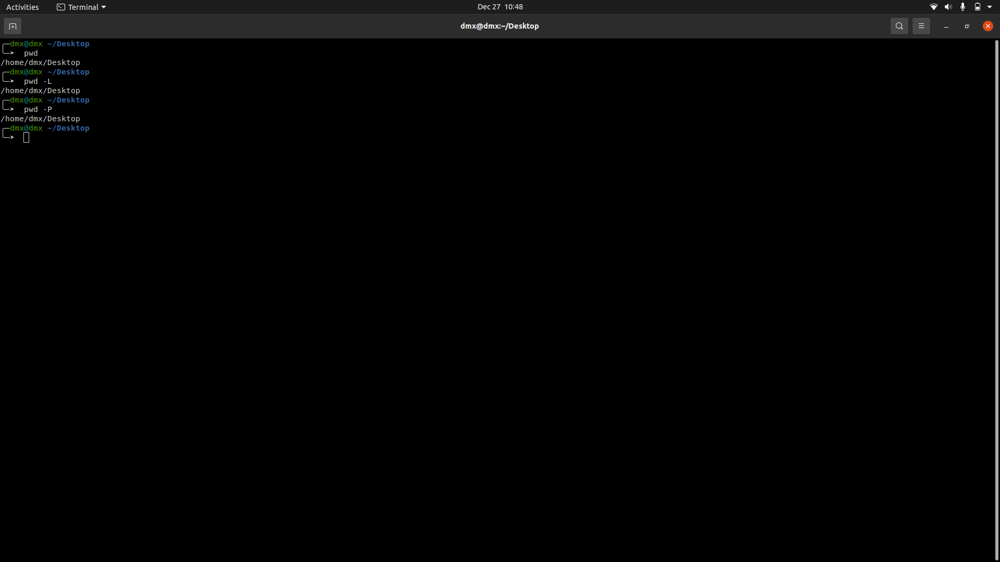 Activities Terminal Dec 27 10:48
dmx@dmx:~/Desktop
dmx@dmx ~/Desktop
➤ pwd
/home/dmx/Desktop
dmx@dmx ~/Desktop
➤ pwd -L
/home/dmx/Desktop
dmx@dmx ~/Desktop
➤ pwd -P
/home/dmx/Desktop
dmx@dmx ~/Desktop
➤